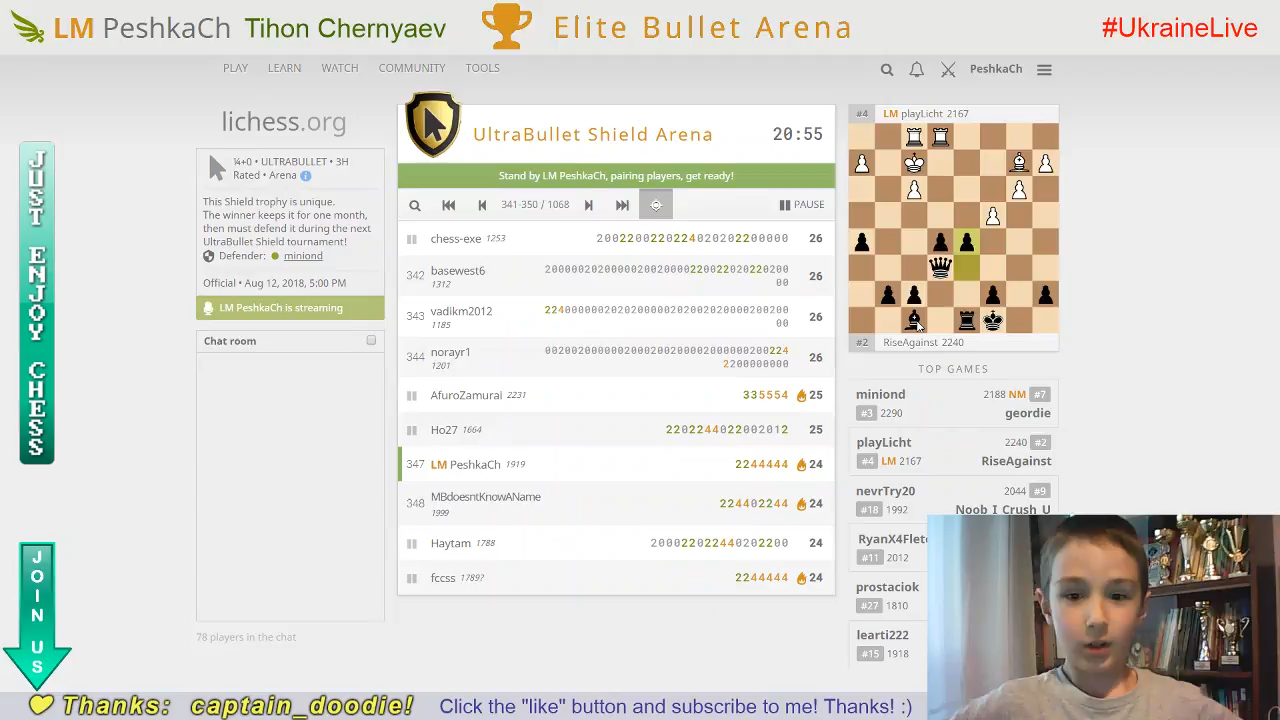 LM PeshkaCh Tihon Chernyaev
Elite Bullet Arena
#UkraineLive
PLAY LEARN WATCH COMMUNITY TOOLS
PeshkaCh
JUST ENJOY CHESS
JOIN US
lichess.org
¼+0 • ULTRABULLET • 3H
Rated • Arena
This Shield trophy is unique.
The winner keeps it for one month,
then must defend it during the next
UltraBullet Shield tournament!
Defender: miniond
Official • Aug 12, 2018, 5:00 PM
LM PeshkaCh is streaming
Chat room
78 players in the chat
UltraBullet Shield Arena 20:55
Stand by LM PeshkaCh, pairing players, get ready!
341-350 / 1068 PAUSE
chess-exe 1253 2002200220224020202200000 26
342 basewest6 1312 200000202000002002000022002202022020000 26
343 vadikm2012 1185 224000000202000002020000202000020020000 26
344 norayr1 1201 002002000002000200020000002002242200000000 26
AfuroZamurai 2231 335554 25
Ho27 1664 2202244022002012 25
347 LM PeshkaCh 1919 2244444 24
348 MBdoesntKnowAName 1999 224402244 24
Haytam 1788 200022022440202200 24
fccss 1789? 2244444 24
#4 LM playLicht 2167
#2 RiseAgainst 2240
TOP GAMES
miniond 2188 NM #7
#3 2290 geordie
playLicht 2240 #2
#4 LM 2167 RiseAgainst
nevrTry20 2044 #9
#18 1992 Noob_I_Crush_U
RyanX4Flet
#11 2012
prostaciok
#27 1810
learti222
#15 1918
Thanks: captain_doodie! Click the "like" button and subscribe to me! Thanks! :)